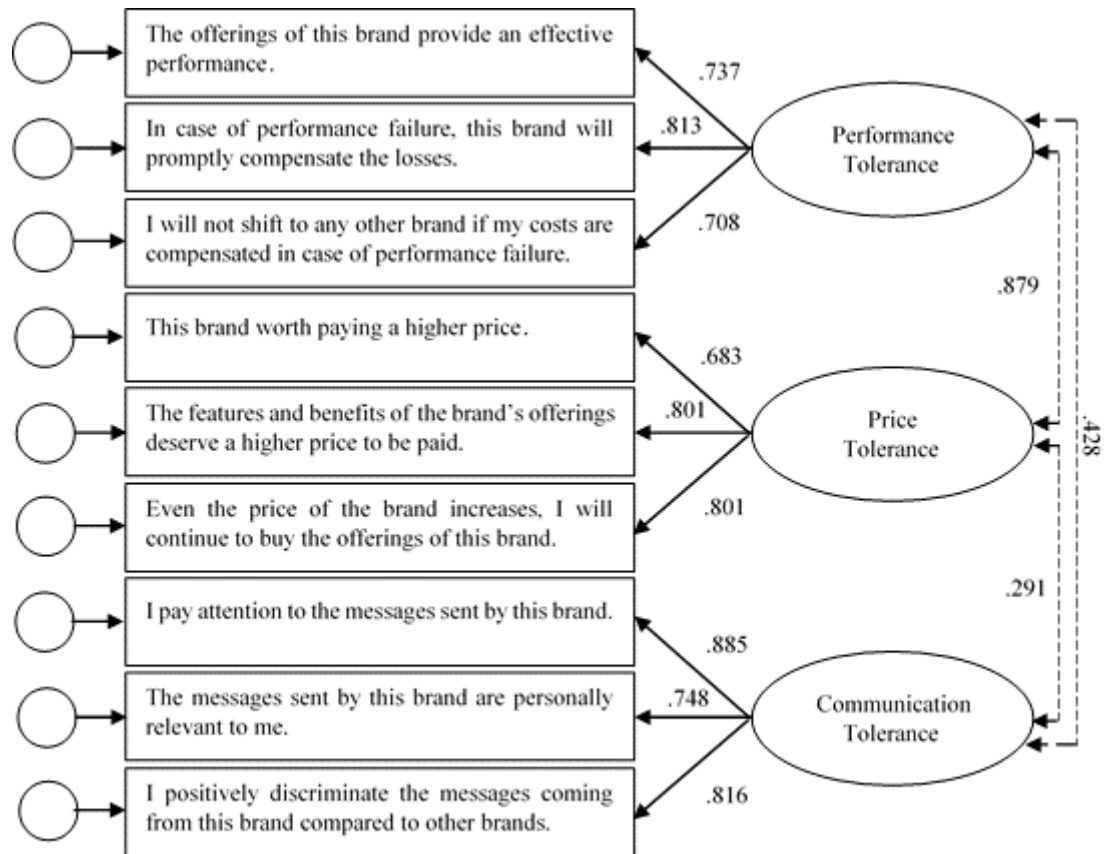 The offerings of this brand provide an effective
performance.
.737
In case of performance failure, this brand will
promptly compensate the losses.
.813
Performance
Tolerance
I will not shift to any other brand if my costs are
compensated in case of performance failure.
.708
.879
This brand worth paying a higher price.
.683
The features and benefits of the brand's offerings
deserve a higher price to be paid.
.801
Price
Tolerance
.428
Even the price of the brand increases, I will
continue to buy the offerings of this brand.
.801
.291
I pay attention to the messages sent by this brand.
.885
The messages sent by this brand are personally
relevant to me.
.748
Communication
Tolerance
I positively discriminate the messages coming
from this brand compared to other brands.
.816